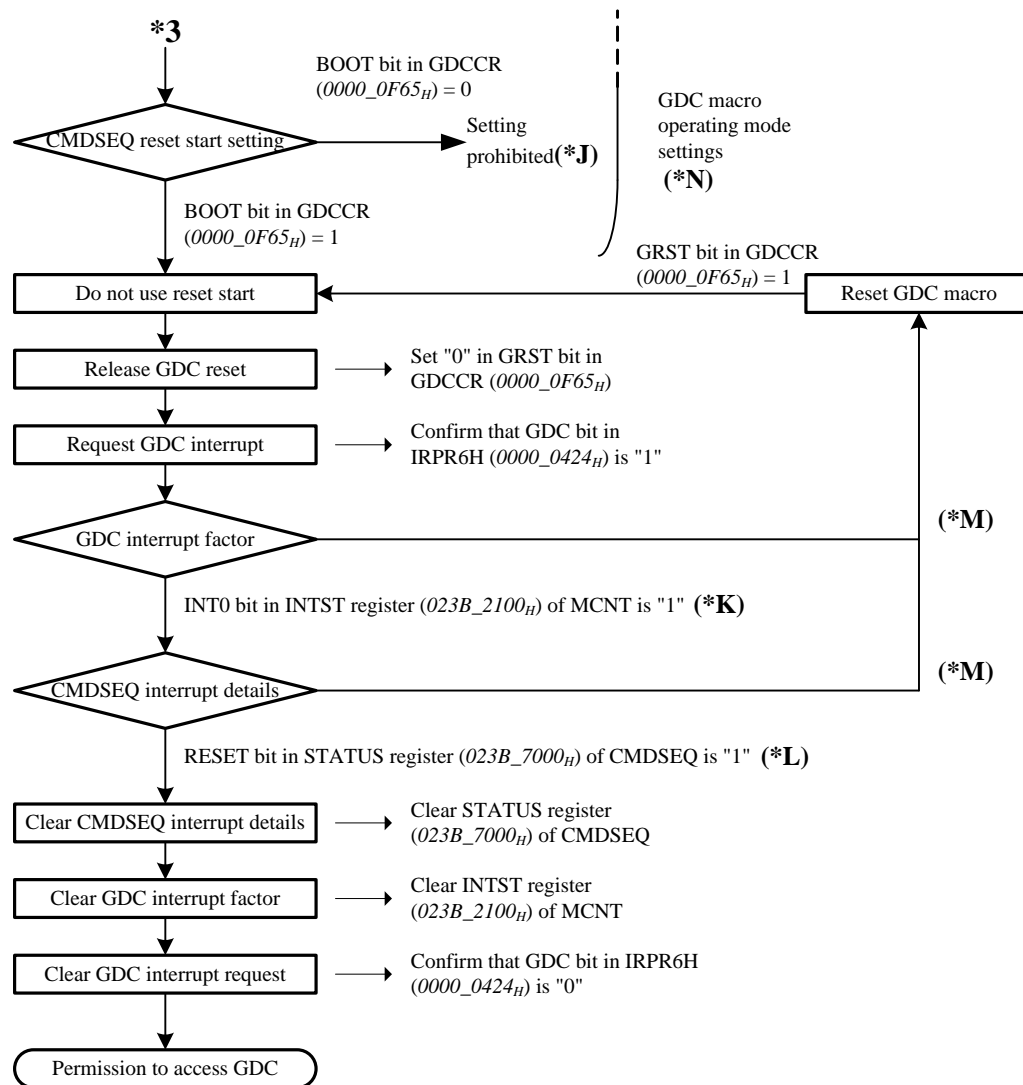 *3
BOOT bit in GDCCR
(0000_0F65H) = 0
CMDSEQ reset start setting
Setting
prohibited(*J)
GDC macro
operating mode
settings
(*N)
BOOT bit in GDCCR
(0000_0F65H) = 1
GRST bit in GDCCR
(0000_0F65H) = 1
Do not use reset start
Reset GDC macro
Release GDC reset
Set "0" in GRST bit in
GDCCR (0000_0F65H)
Request GDC interrupt
Confirm that GDC bit in
IRPR6H (0000_0424H) is "1"
GDC interrupt factor
(*M)
INT0 bit in INTST register (023B_2100H) of MCNT is "1" (*K)
CMDSEQ interrupt details
(*M)
RESET bit in STATUS register (023B_7000H) of CMDSEQ is "1" (*L)
Clear CMDSEQ interrupt details
Clear STATUS register
(023B_7000H) of CMDSEQ
Clear GDC interrupt factor
Clear INTST register
(023B_2100H) of MCNT
Clear GDC interrupt request
Confirm that GDC bit in IRPR6H
(0000_0424H) is "0"
Permission to access GDC